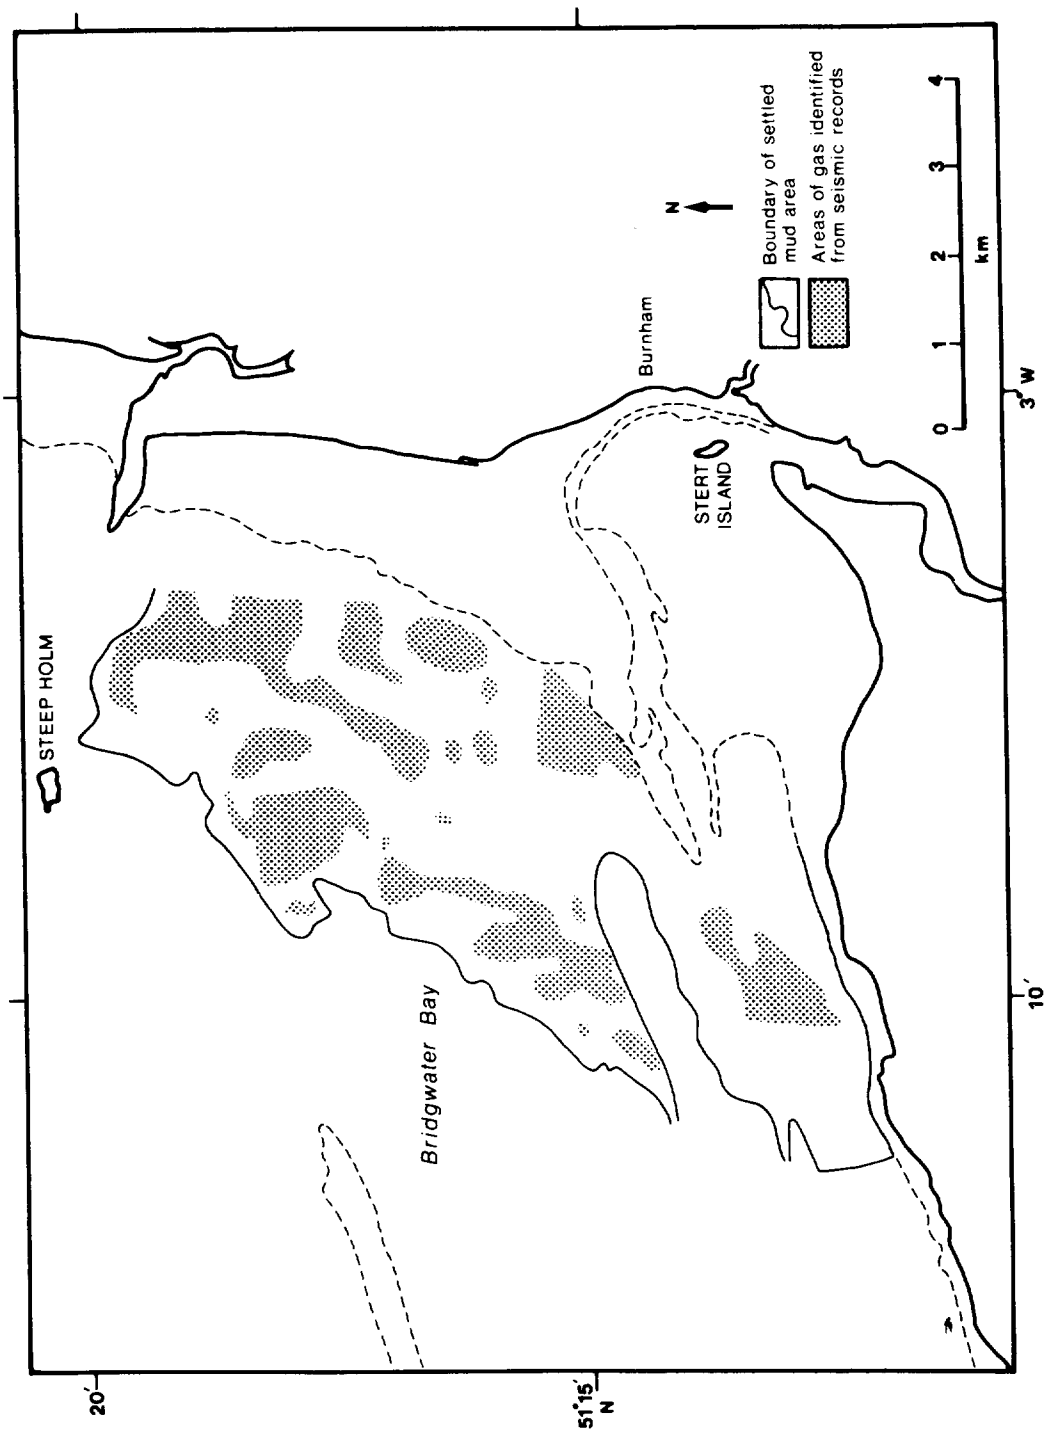 STEEP HOLM
Bridgwater Bay
Burnham
STERT
ISLAND
N
Boundary of settled
mud area
Areas of gas identified
from seismic records
0 1 2 3 4
km
20'
51°15'
N
10'
3°W